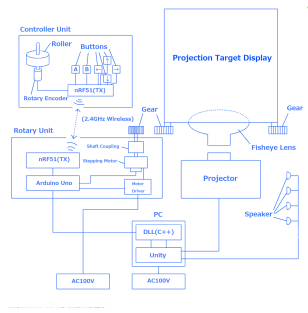 Controller Unit
Roller
Buttons
A
B
←
↑
→
↓
Rotary Encoder
nRF51(TX)
(2.4GHz Wireless)
Projection Target Display
Gear
Gear
Fisheye Lens
Rotary Unit
Shaft Coupling
nRF51(TX)
Stepping Motor
Arduino Uno
Motor
Driver
Projector
Speaker
PC
DLL(C++)
Unity
AC100V
AC100V